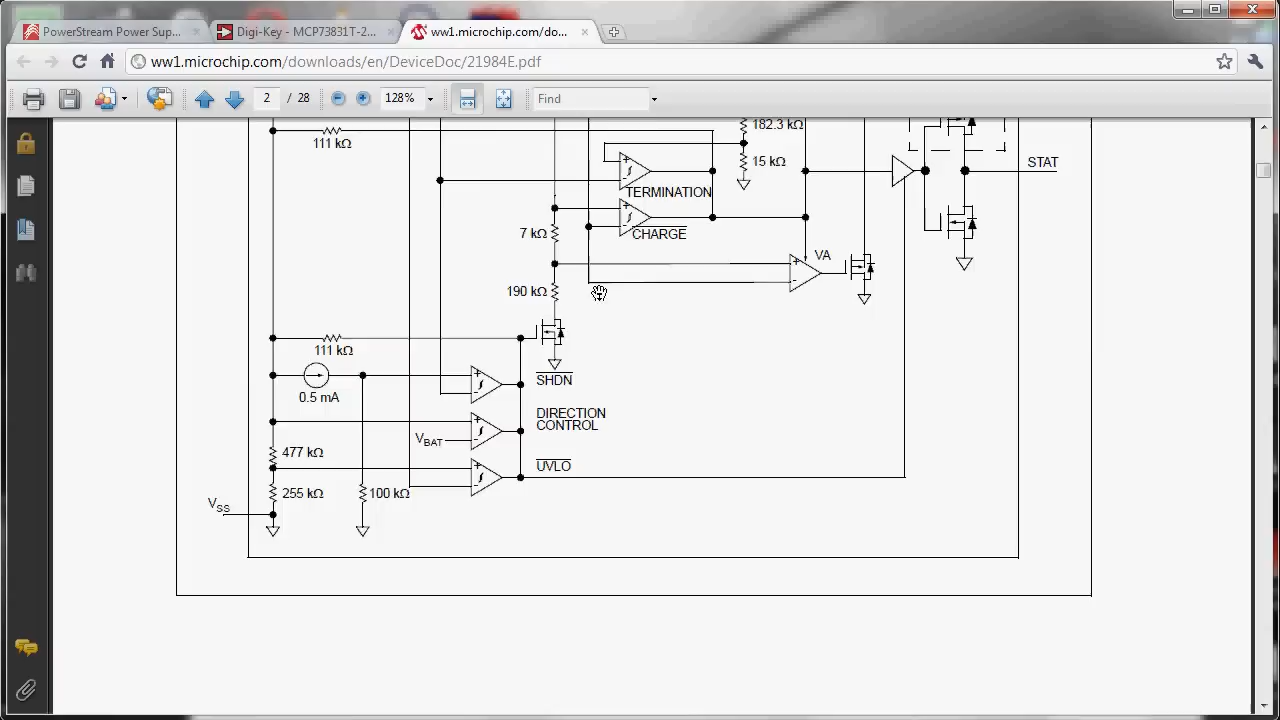 PowerStream Power Sup...
Digi-Key - MCP73831T-2...
ww1.microchip.com/do...
ww1.microchip.com/downloads/en/DeviceDoc/21984E.pdf
2 / 28
128%
Find
182.3 kΩ
111 kΩ
15 kΩ
STAT
TERMINATION
7 kΩ
CHARGE
VA
190 kΩ
111 kΩ
SHDN
0.5 mA
DIRECTION
CONTROL
VBAT
477 kΩ
UVLO
255 kΩ
100 kΩ
VSS